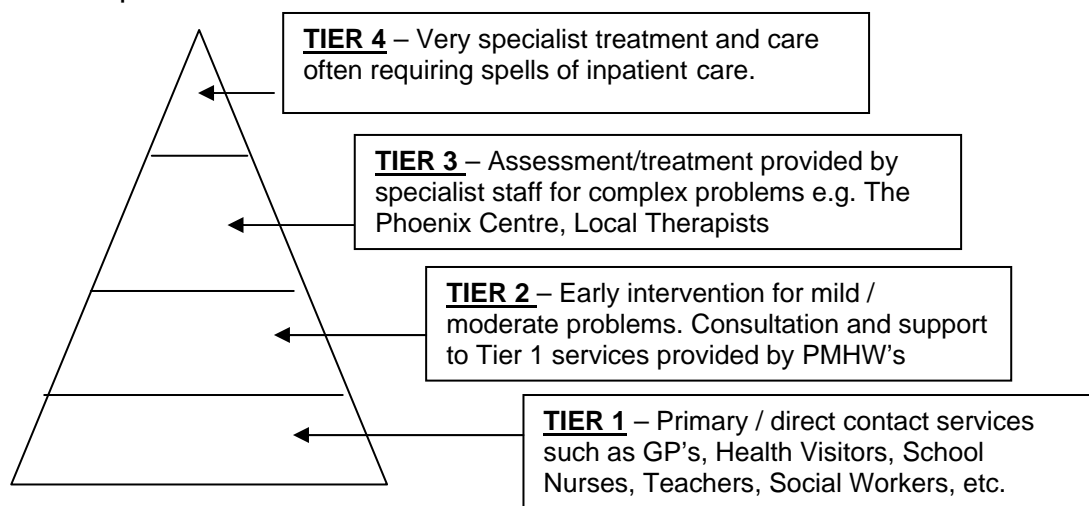 TIER 4 – Very specialist treatment and care
often requiring spells of inpatient care.
TIER 3 – Assessment/treatment provided by
specialist staff for complex problems e.g. The
Phoenix Centre, Local Therapists
TIER 2 – Early intervention for mild /
moderate problems. Consultation and support
to Tier 1 services provided by PMHW's
TIER 1 – Primary / direct contact services
such as GP's, Health Visitors, School
Nurses, Teachers, Social Workers, etc.